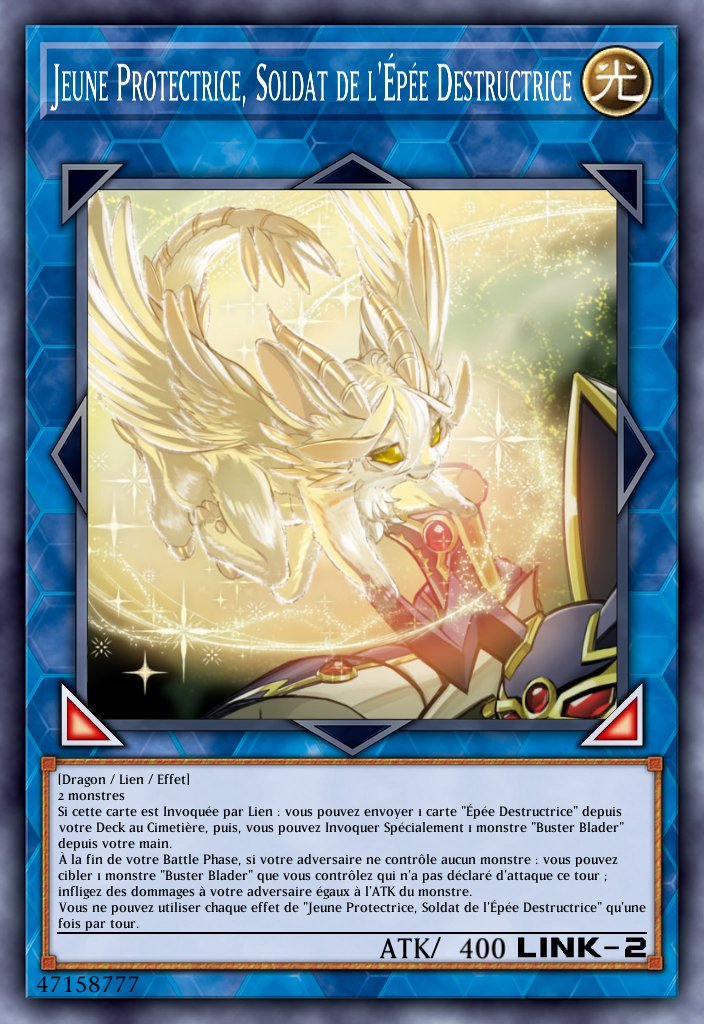 Jeune Protectrice, Soldat de l'Épée Destructrice
光
[Dragon / Lien / Effet]
2 monstres
Si cette carte est Invoquée par Lien : vous pouvez envoyer 1 carte "Épée Destructrice" depuis
votre Deck au Cimetière, puis, vous pouvez Invoquer Spécialement 1 monstre "Buster Blader"
depuis votre main.
À la fin de votre Battle Phase, si votre adversaire ne contrôle aucun monstre : vous pouvez
cibler 1 monstre "Buster Blader" que vous contrôlez qui n'a pas déclaré d'attaque ce tour ;
infligez des dommages à votre adversaire égaux à l'ATK du monstre.
Vous ne pouvez utiliser chaque effet de "Jeune Protectrice, Soldat de l'Épée Destructrice" qu'une
fois par tour.
ATK/ 400 LINK-2
47158777